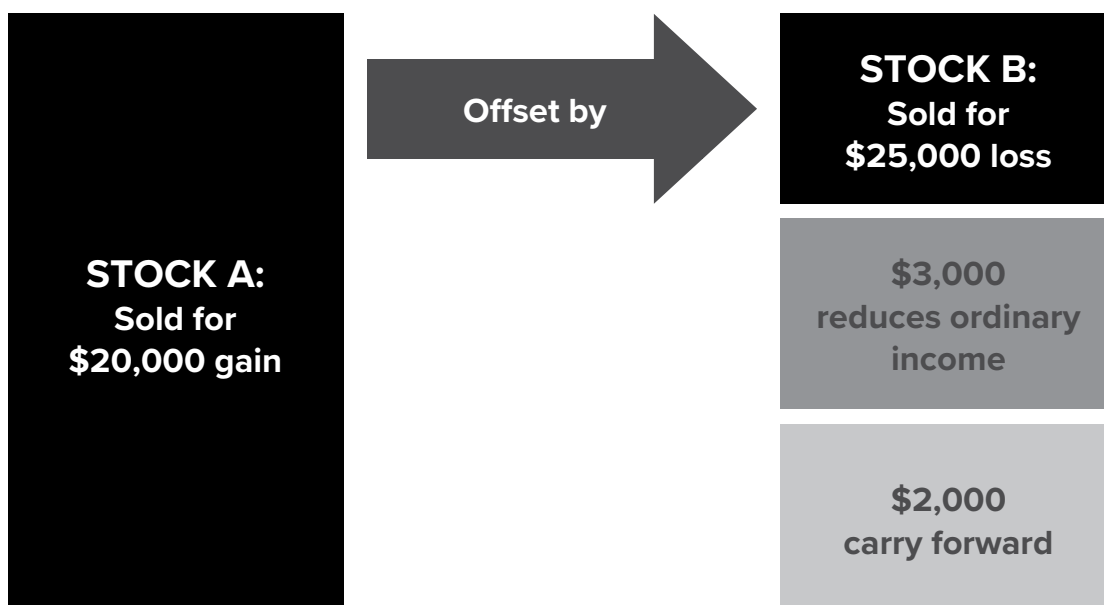 STOCK A:
Sold for
$20,000 gain
Offset by
STOCK B:
Sold for
$25,000 loss
$3,000
reduces ordinary
income
$2,000
carry forward